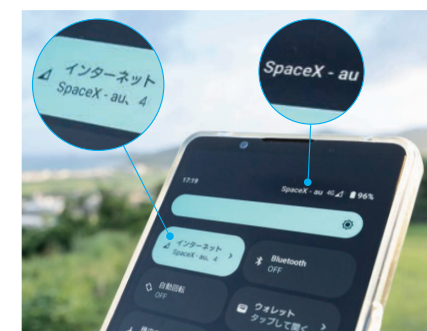 インターネット
SpaceX - au、4
SpaceX - au
17:19
SpaceX - au 4G 96%
インターネット
SpaceX - au、4
Bluetooth
OFF
自動回転
OFF
ウォレット
タップして開く